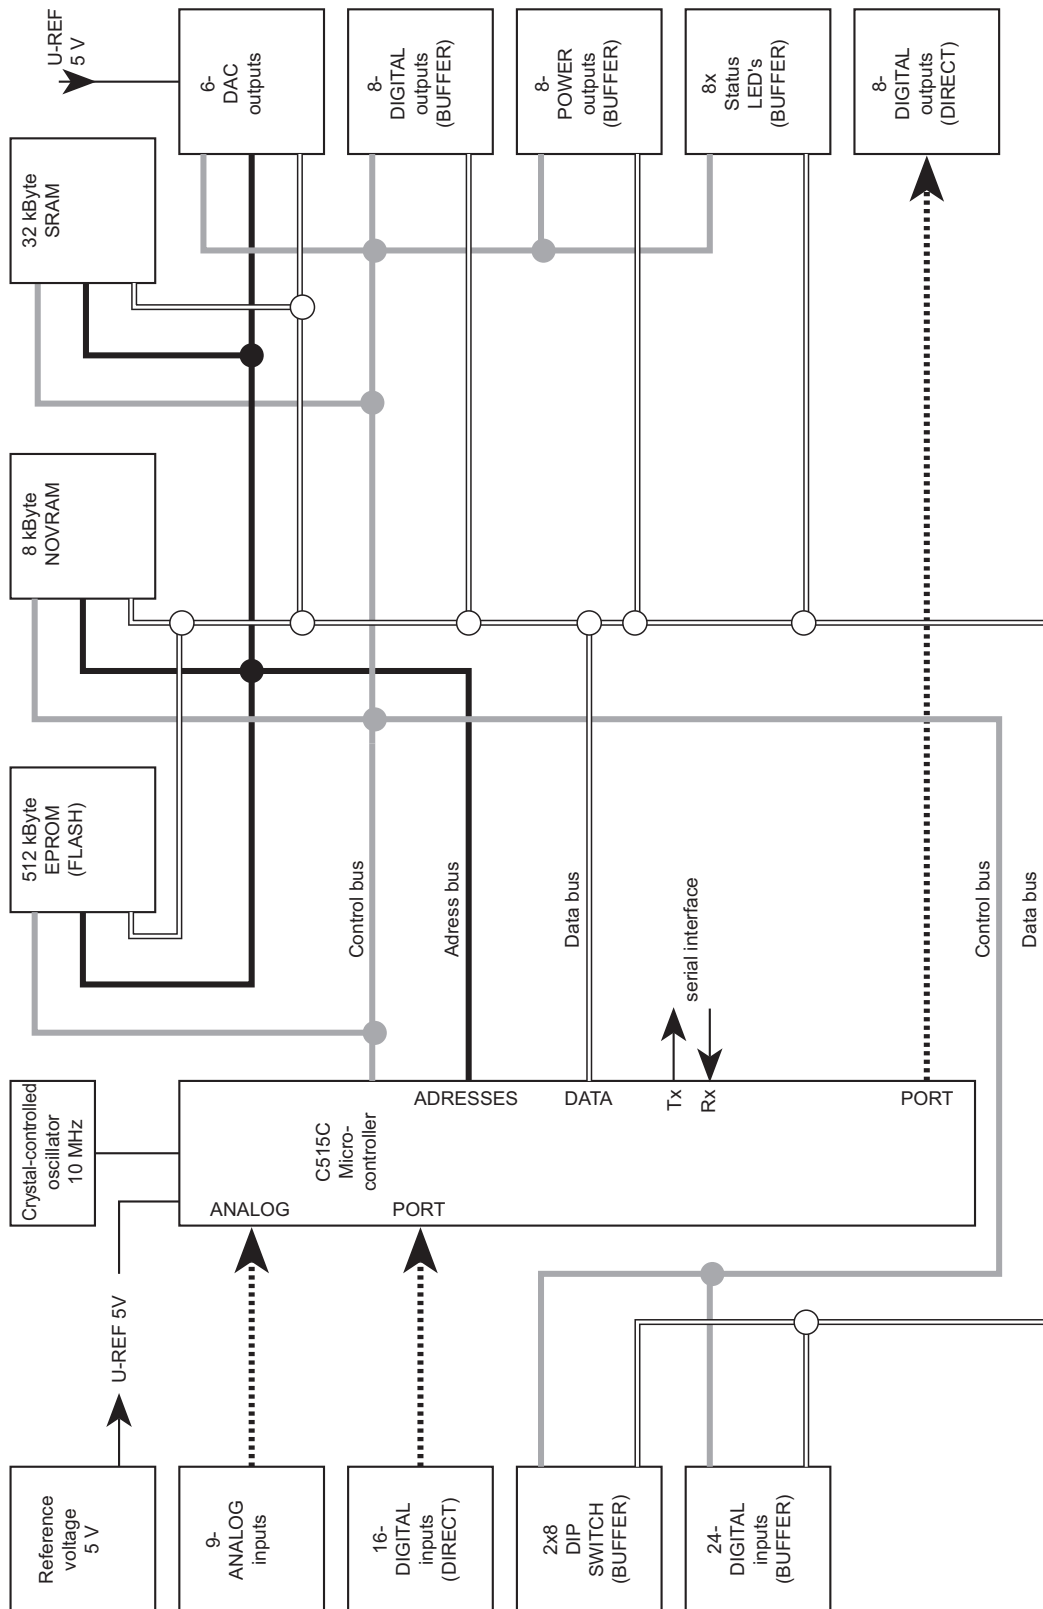 Reference
voltage
5 V
9-
ANALOG
inputs
16-
DIGITAL
inputs
(DIRECT)
2x8
DIP
SWITCH
(BUFFER)
24-
DIGITAL
inputs
(BUFFER)
U-REF 5V
Crystal-controlled
oscillator
10 MHz
ANALOG
PORT
C515C
Micro-
controller
ADRESSES
DATA
Tx
Rx
PORT
serial interface
Control bus
Adress bus
Data bus
Control bus
Data bus
512 kByte
EPROM
(FLASH)
8 kByte
NOVRAM
32 kByte
SRAM
U-REF
5 V
6-
DAC
outputs
8-
DIGITAL
outputs
(BUFFER)
8-
POWER
outputs
(BUFFER)
8x
Status
LED's
(BUFFER)
8-
DIGITAL
outputs
(DIRECT)